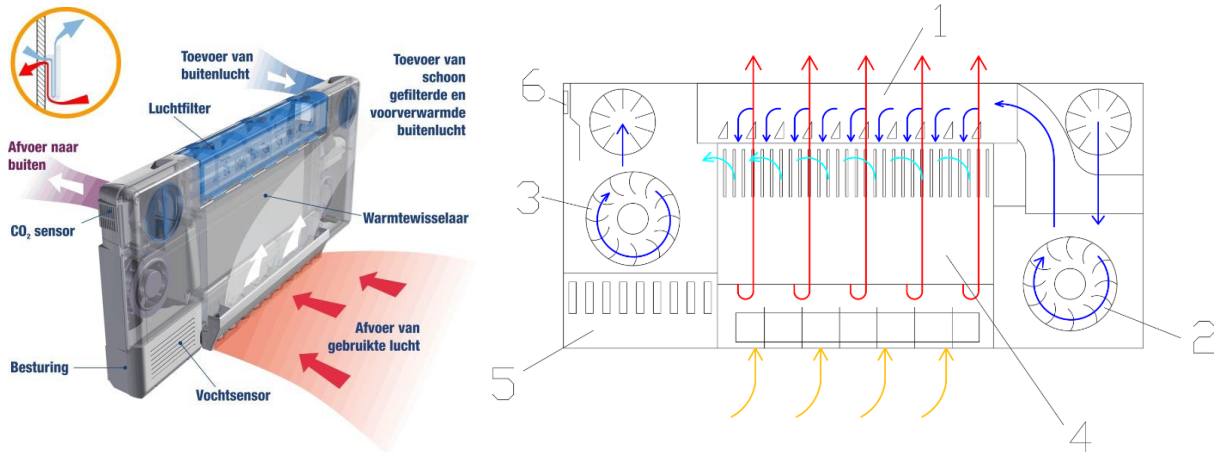 Toevoer van
buitenlucht
Toevoer van
schoon
gefilterde en
voorverwarmde
buitenlucht
Luchtfilter
Afvoer naar
buiten
CO₂ sensor
Warmtewisselaar
Afvoer van
gebruikte lucht
Besturing
Vochtsensor
1
6
3
2
5
4